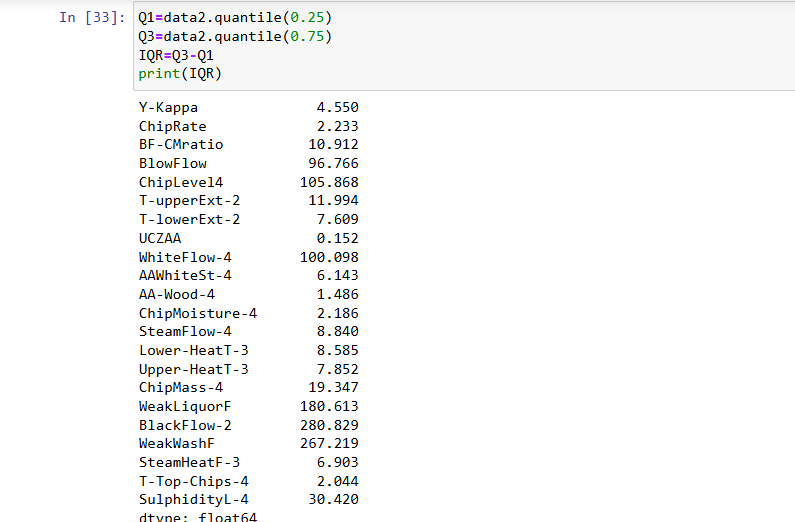 In [33]: Q1=data2.quantile(0.25)
Q3=data2.quantile(0.75)
IQR=Q3-Q1
print(IQR)
Y-Kappa 4.550
ChipRate 2.233
BF-CMratio 10.912
BlowFlow 96.766
ChipLevel4 105.868
T-upperExt-2 11.994
T-lowerExt-2 7.609
UCZAA 0.152
WhiteFlow-4 100.098
AAWhiteSt-4 6.143
AA-Wood-4 1.486
ChipMoisture-4 2.186
SteamFlow-4 8.840
Lower-HeatT-3 8.585
Upper-HeatT-3 7.852
ChipMass-4 19.347
WeakLiquorF 180.613
BlackFlow-2 280.829
WeakWashF 267.219
SteamHeatF-3 6.903
T-Top-Chips-4 2.044
SulphidityL-4 30.420
dtype: float64